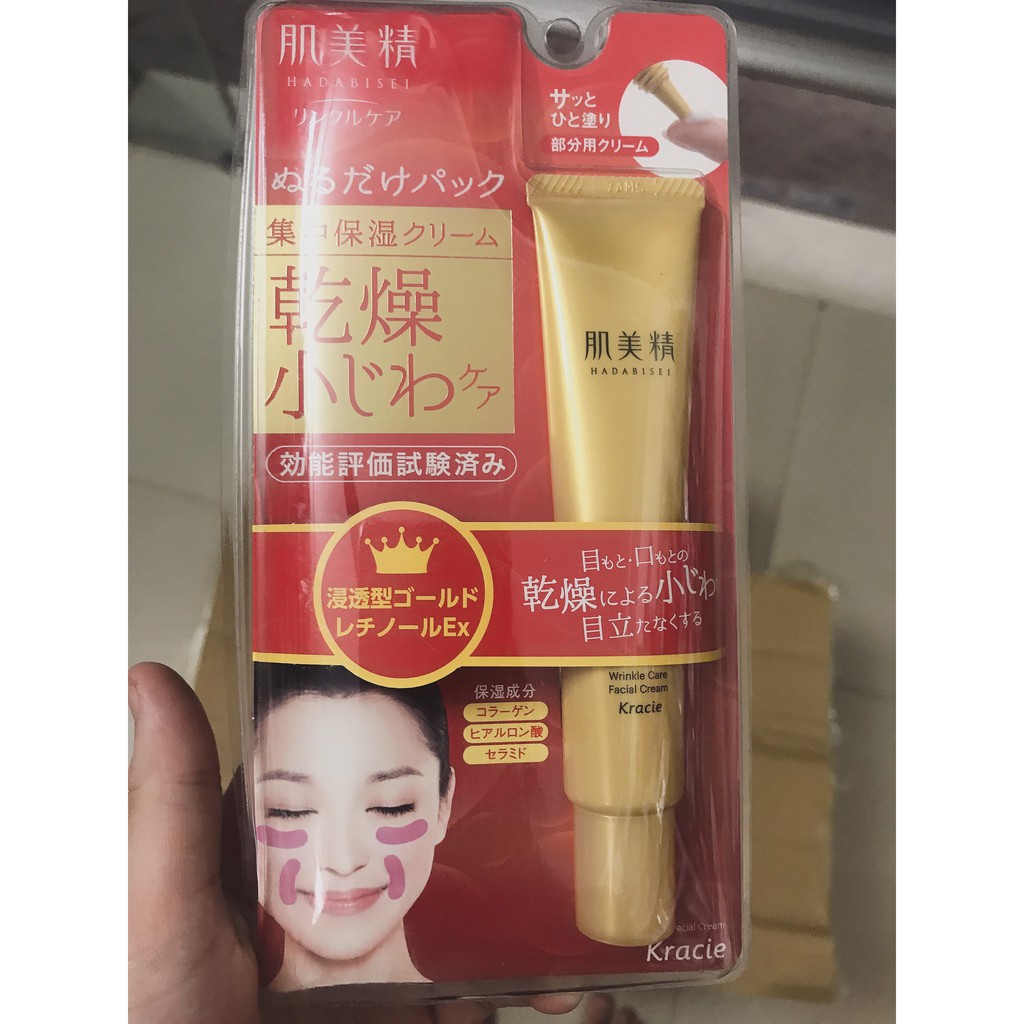 肌美精
HADABISEI
リンクルケア
ぬるだけパック
集中保湿クリーム
乾燥
小じわケア
効能評価試験済み
サッと
ひと塗り
部分用クリーム
肌美精
HADABISEI
浸透型ゴールド
レチノールEx
目もと・口もとの
乾燥による小じわ
目立たなくする
保湿成分
コラーゲン
ヒアルロン酸
セラミド
Wrinkle Care
Facial Cream
Kracie
Facial Cream
Kracie